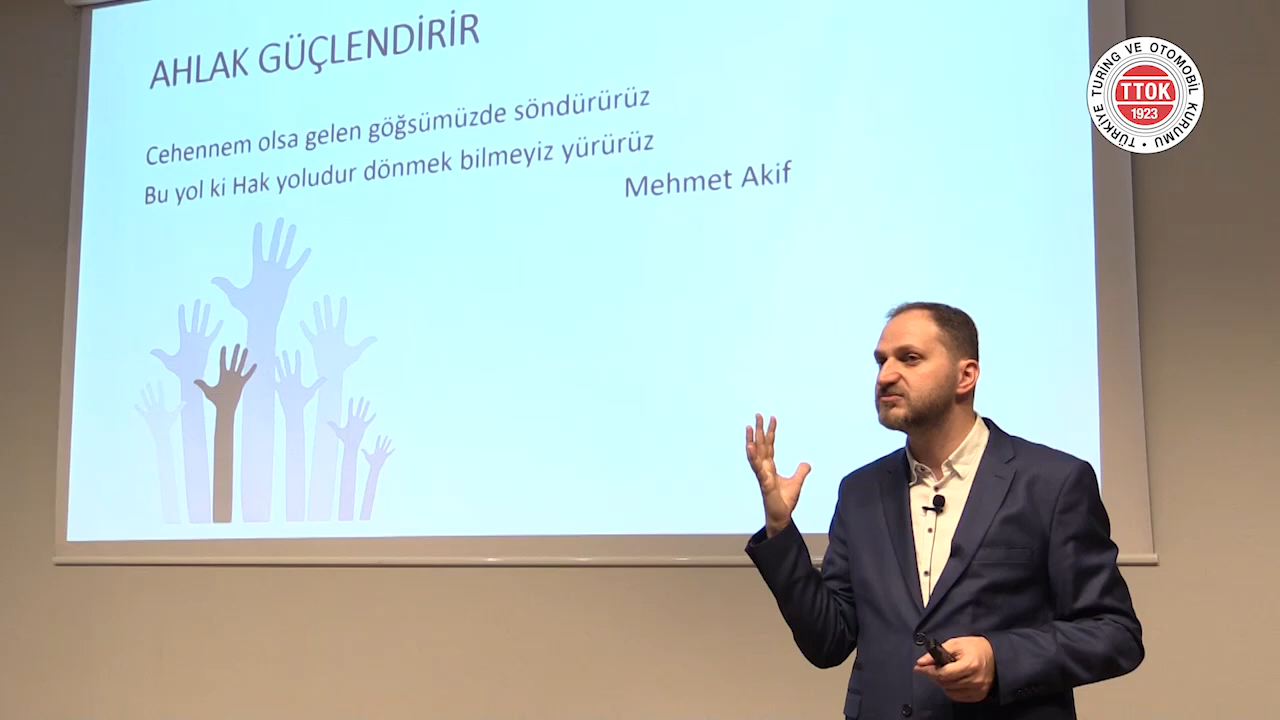 AHLAK GÜÇLENDİRİR
Cehennem olsa gelen göğsümüzde söndürürüz
Bu yol ki Hak yoludur dönmek bilmeyiz yürürüz
Mehmet Akif
TÜRKİYE TURİNG VE OTOMOBİL KURUMU •
TTOK
1923